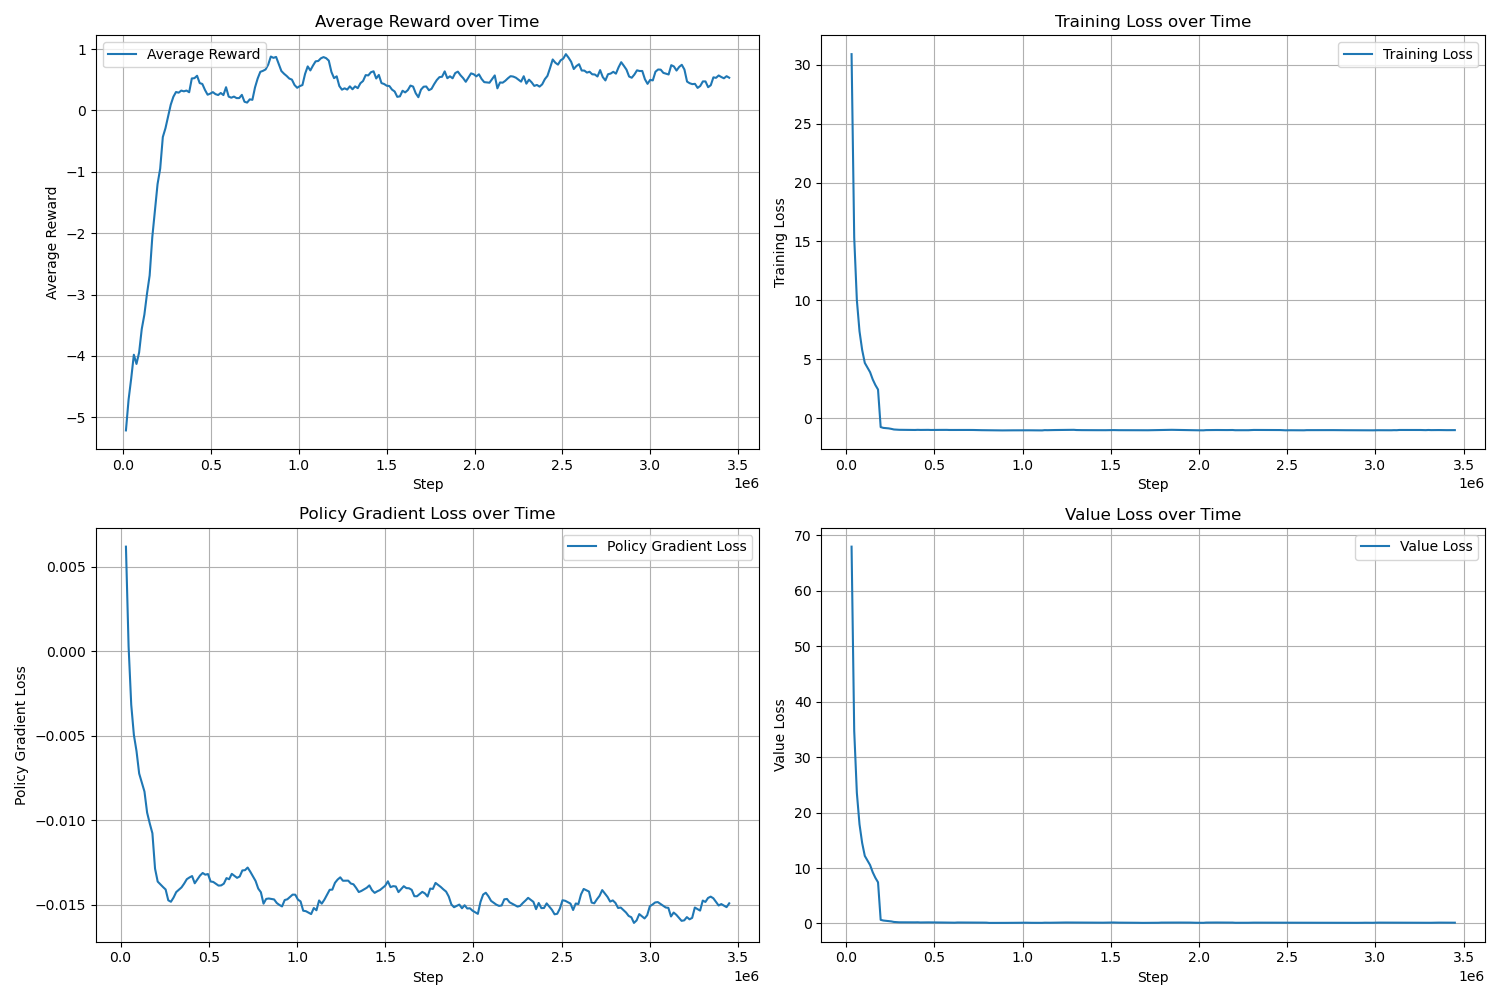 Average Reward over Time
Average Reward
1
0
−1
−2
−3
−4
−5
Average Reward
0.0 0.5 1.0 1.5 2.0 2.5 3.0 3.5
1e6
Step
Training Loss over Time
Training Loss
30
25
20
15
10
5
0
Training Loss
0.0 0.5 1.0 1.5 2.0 2.5 3.0 3.5
1e6
Step
Policy Gradient Loss over Time
Policy Gradient Loss
0.005
0.000
−0.005
−0.010
−0.015
Policy Gradient Loss
0.0 0.5 1.0 1.5 2.0 2.5 3.0 3.5
1e6
Step
Value Loss over Time
Value Loss
70
60
50
40
30
20
10
0
Value Loss
0.0 0.5 1.0 1.5 2.0 2.5 3.0 3.5
1e6
Step